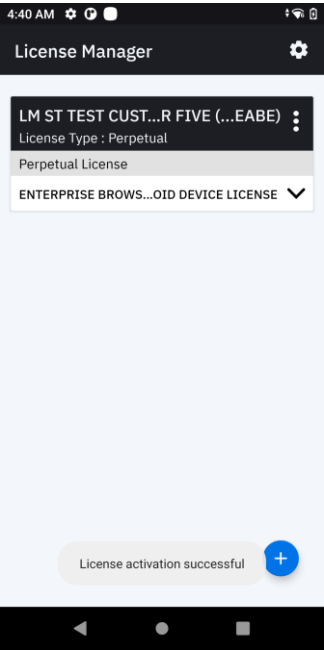 4:40 AM
License Manager
LM ST TEST CUST...R FIVE (...EABE)
License Type : Perpetual
Perpetual License
ENTERPRISE BROWS...OID DEVICE LICENSE
License activation successful
+